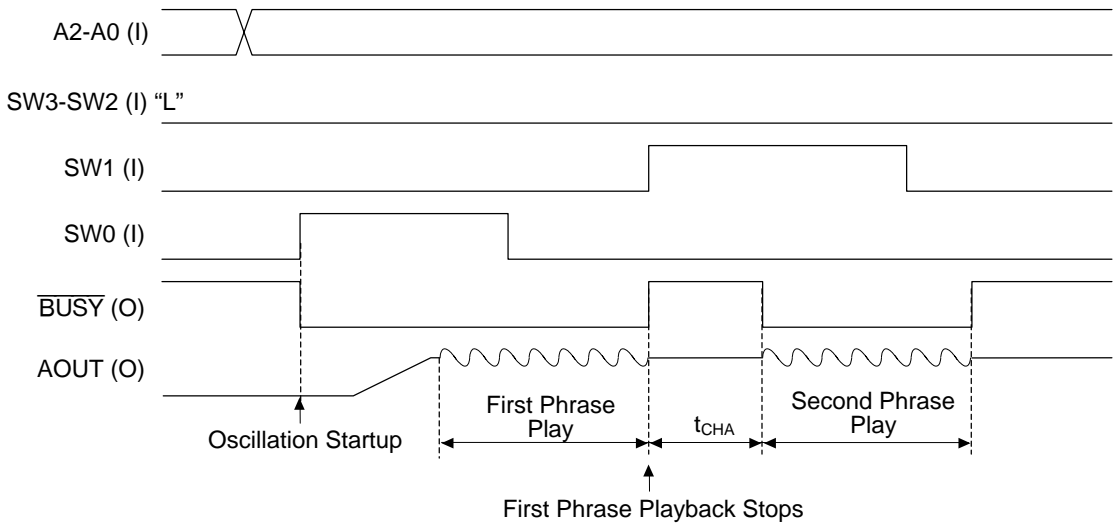 A2-A0 (I)
SW3-SW2 (I) “L”
SW1 (I)
SW0 (I)
BUSY (O)
AOUT (O)
First Phrase
Play
tCHA
Second Phrase
Play
Oscillation Startup
First Phrase Playback Stops